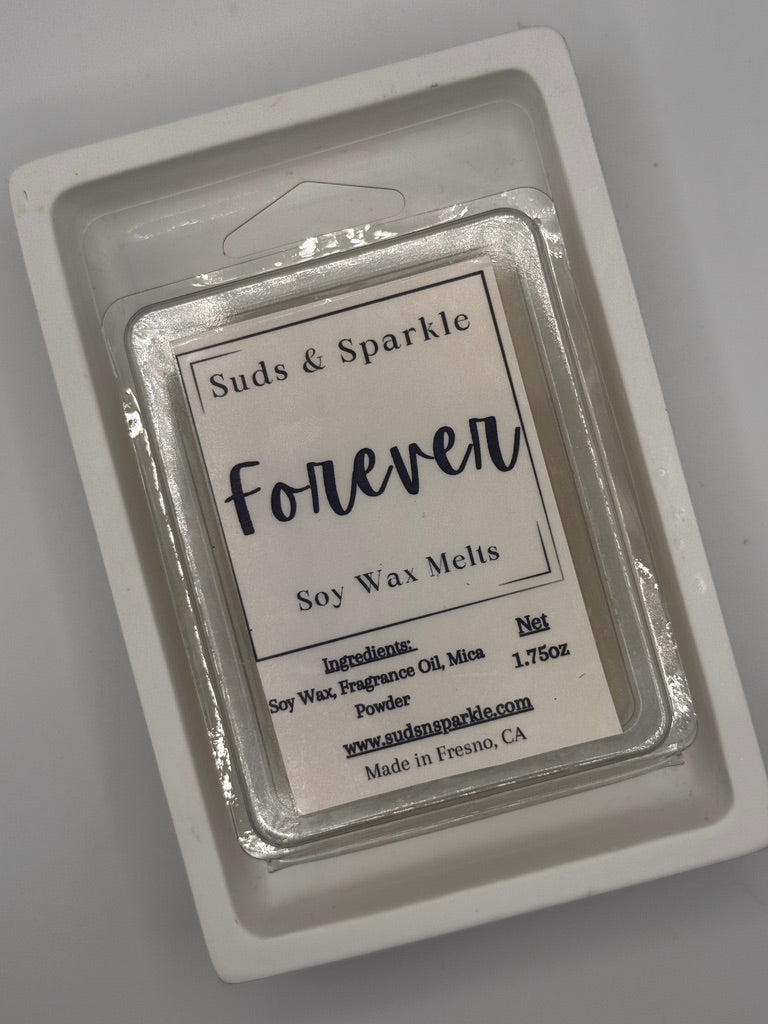 Suds & Sparkle
Forever
Soy Wax Melts
Ingredients:
Soy Wax, Fragrance Oil, Mica
Powder
Net
1.75oz
www.sudsnsparkle.com
Made in Fresno, CA